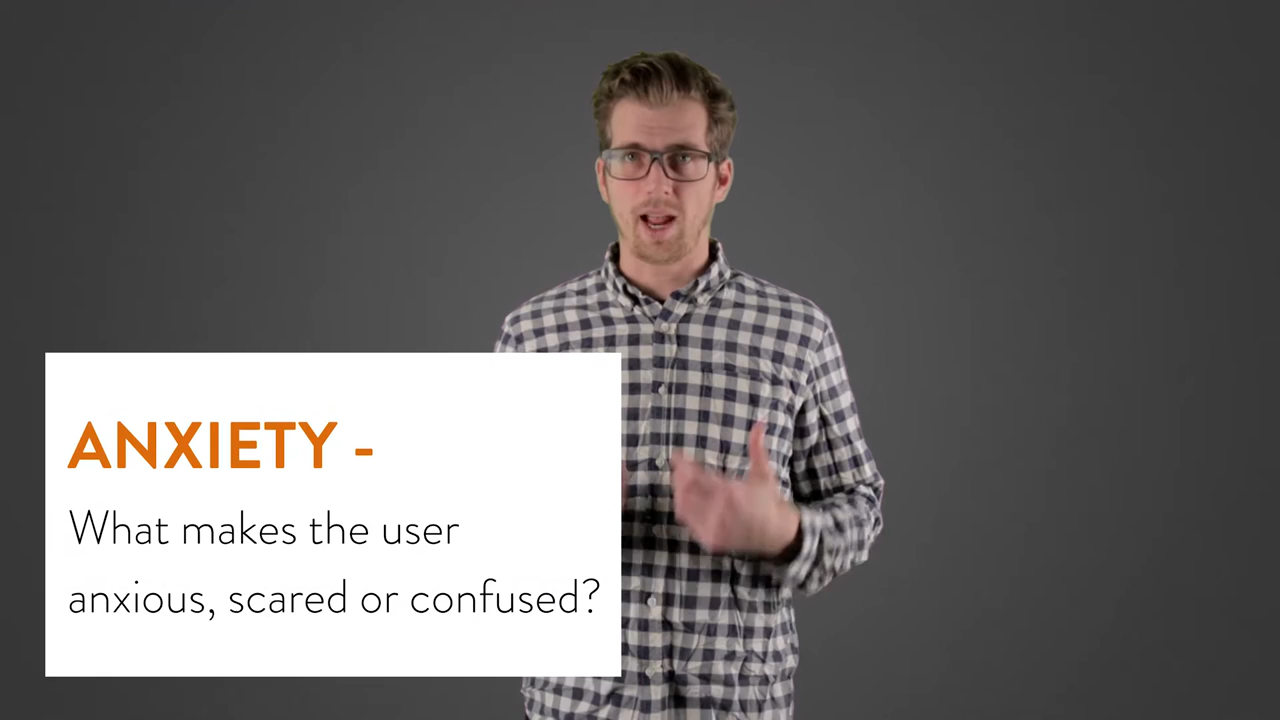 ANXIETY -
What makes the user
anxious, scared or confused?